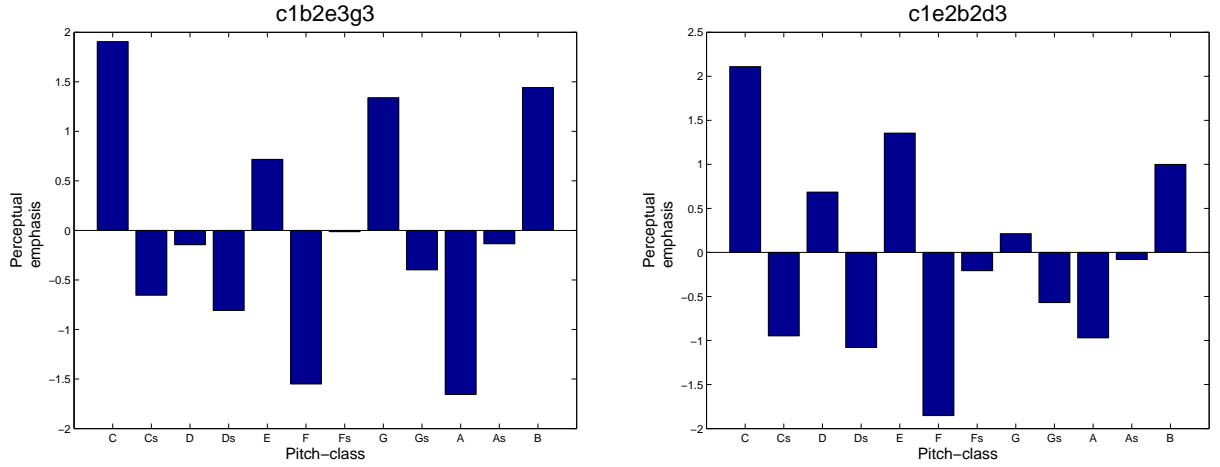 c1b2e3g3
2
1.5
1
0.5
0
−0.5
−1
−1.5
−2
Perceptual
emphasis
C Cs D Ds E F Fs G Gs A As B
Pitch−class
c1e2b2d3
2.5
2
1.5
1
0.5
0
−0.5
−1
−1.5
−2
Perceptual
emphasis
C Cs D Ds E F Fs G Gs A As B
Pitch−class